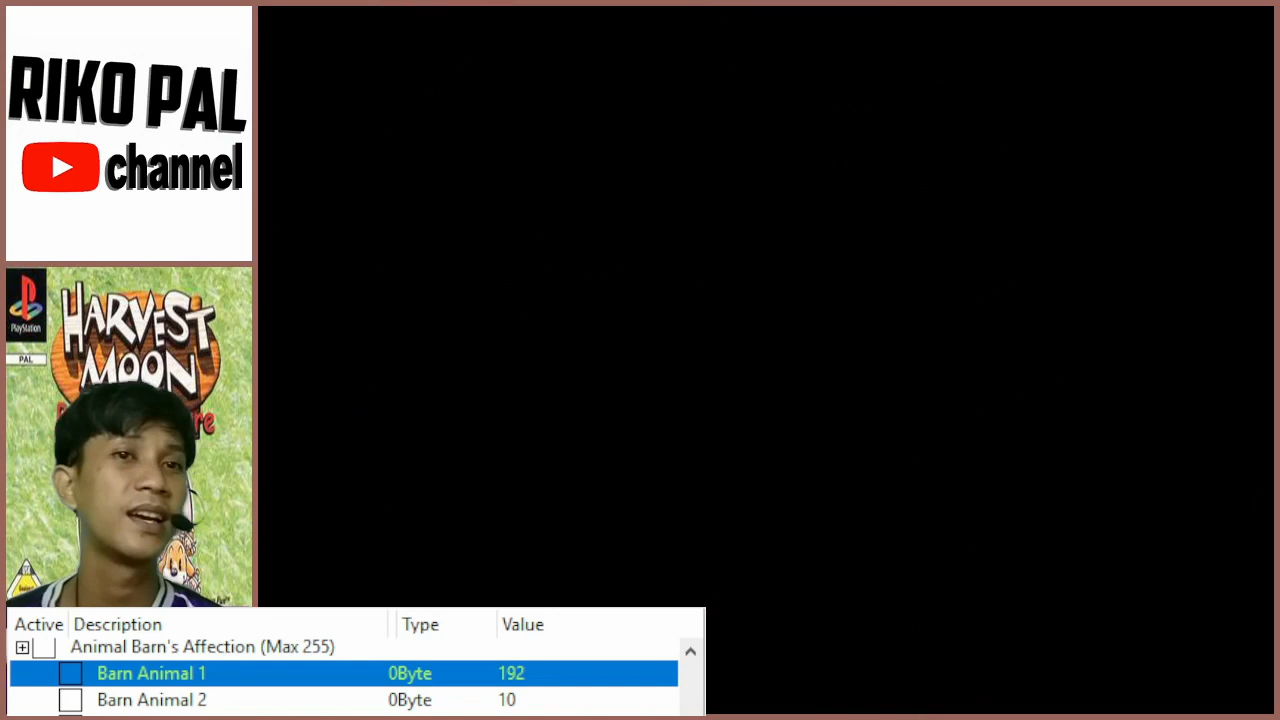 RIKO PAL
channel
PlayStation
PAL
HARVEST
MOON
Active Description Type Value
Animal Barn's Affection (Max 255)
Barn Animal 1 0Byte 192
Barn Animal 2 0Byte 10